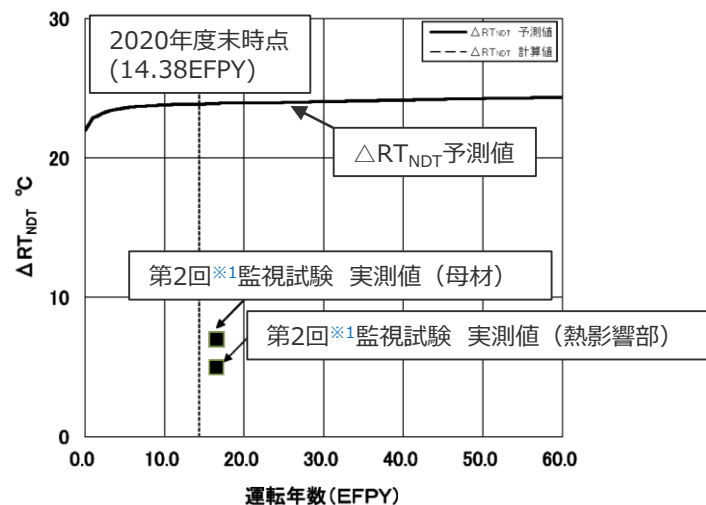 30
20
10
0
ΔRTNDT ℃
2020年度末時点
(14.38EFPY)
△RTNDT 予測値
△RTNDT 計算値
△RTNDT予測値
第2回※1監視試験 実測値（母材）
第2回※1監視試験 実測値（熱影響部）
0.0 10.0 20.0 30.0 40.0 50.0 60.0
運転年数(EFPY)